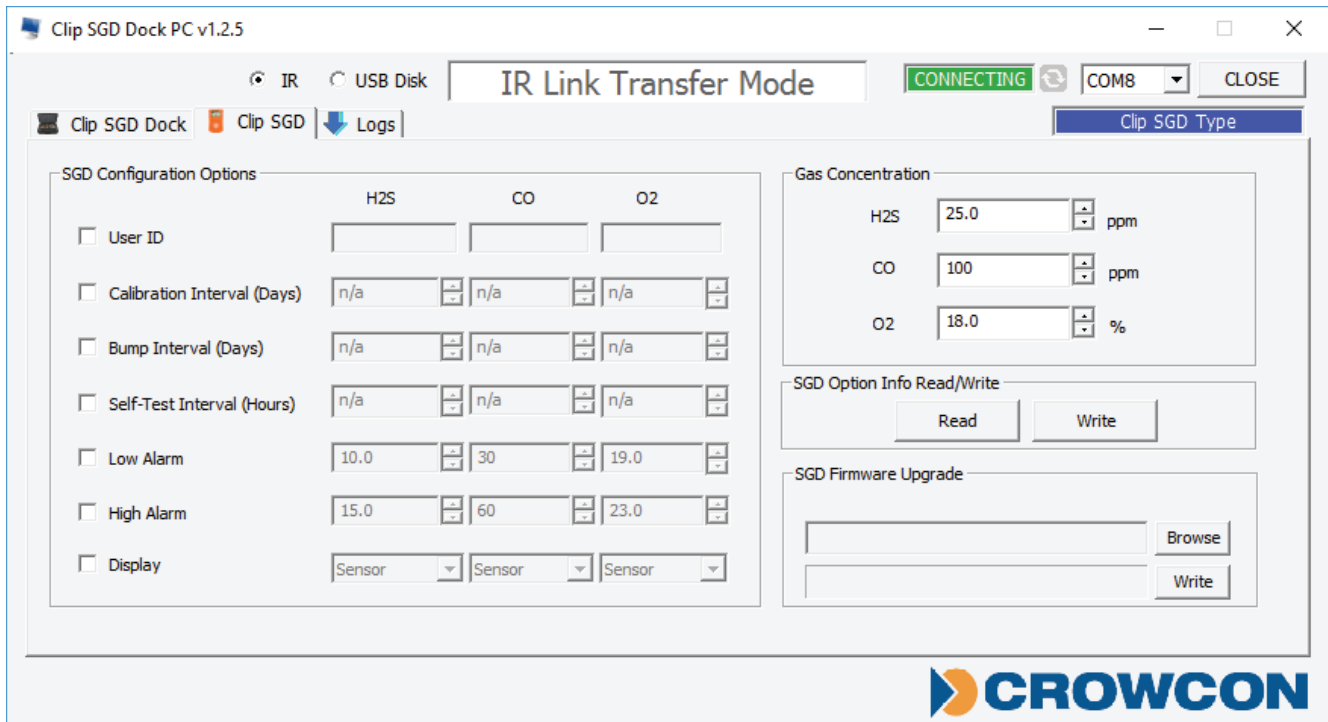 Clip SGD Dock PC v1.2.5
IR USB Disk IR Link Transfer Mode CONNECTING COM8 CLOSE
Clip SGD Dock Clip SGD Logs Clip SGD Type
SGD Configuration Options
H2S CO O2
User ID
Calibration Interval (Days) n/a n/a n/a
Bump Interval (Days) n/a n/a n/a
Self-Test Interval (Hours) n/a n/a n/a
Low Alarm 10.0 30 19.0
High Alarm 15.0 60 23.0
Display Sensor Sensor Sensor
Gas Concentration
H2S 25.0 ppm
CO 100 ppm
O2 18.0 %
SGD Option Info Read/Write
Read Write
SGD Firmware Upgrade
Browse
Write
CROWCON